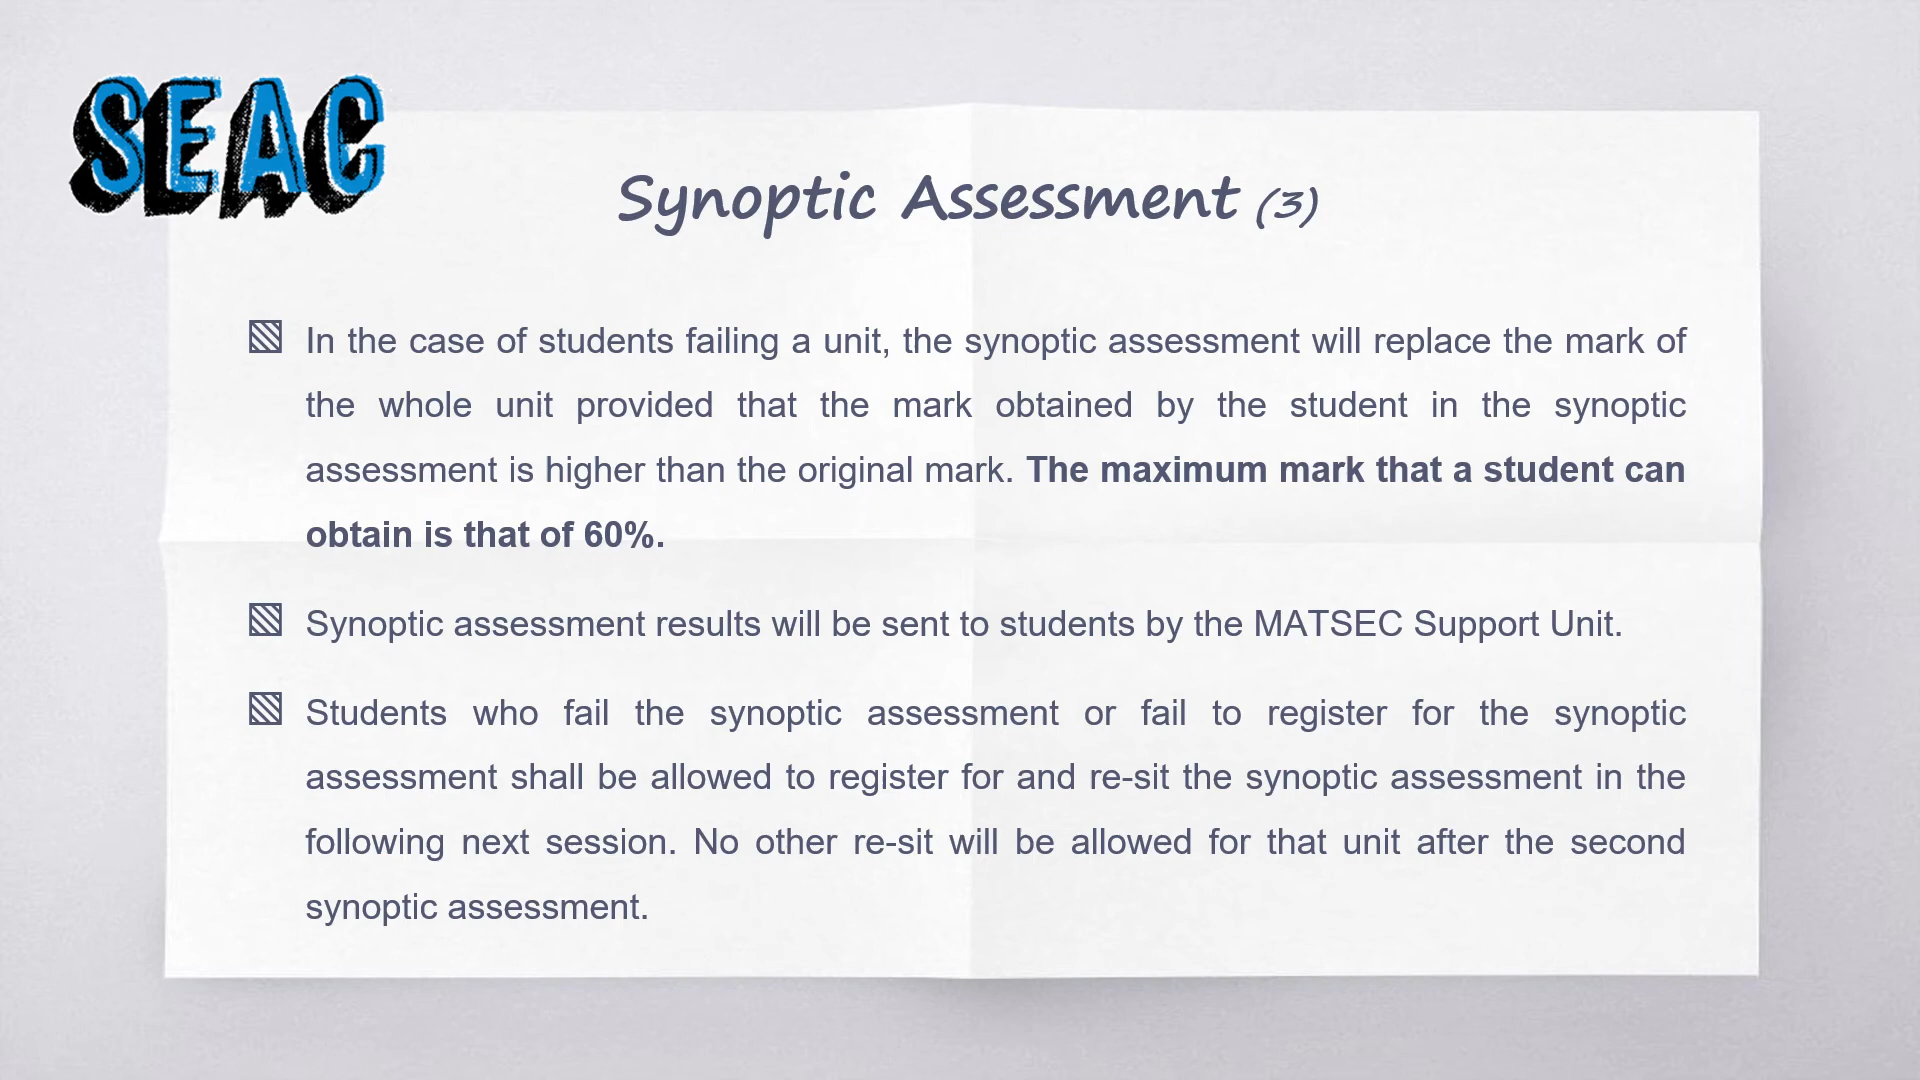 SEAC
Synoptic Assessment (3)
In the case of students failing a unit, the synoptic assessment will replace the mark of
the whole unit provided that the mark obtained by the student in the synoptic
assessment is higher than the original mark. The maximum mark that a student can
obtain is that of 60%.
Synoptic assessment results will be sent to students by the MATSEC Support Unit.
Students who fail the synoptic assessment or fail to register for the synoptic
assessment shall be allowed to register for and re-sit the synoptic assessment in the
following next session. No other re-sit will be allowed for that unit after the second
synoptic assessment.